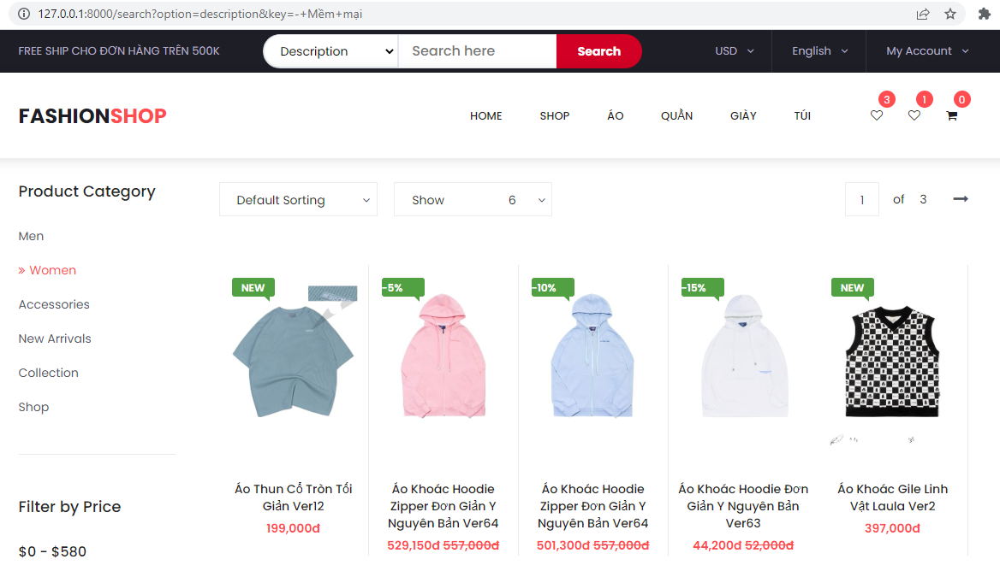 127.0.0.1:8000/search?option=description&key=-+Mềm+mại
FREE SHIP CHO ĐƠN HÀNG TRÊN 500K
Description
Search here
Search
USD
English
My Account
FASHIONSHOP
HOME
SHOP
ÁO
QUẦN
GIÀY
TÚI
3
1
0
Product Category
Men
» Women
Accessories
New Arrivals
Collection
Shop
Filter by Price
$0 - $580
Default Sorting
Show 6
1 of 3
NEW
-5%
-10%
-15%
NEW
Áo Thun Cổ Tròn Tối
Giản Ver12
199,000đ
Áo Khoác Hoodie
Zipper Đơn Giản Y
Nguyên Bản Ver64
529,150đ 557,000đ
Áo Khoác Hoodie
Zipper Đơn Giản Y
Nguyên Bản Ver64
501,300đ 557,000đ
Áo Khoác Hoodie Đơn
Giản Y Nguyên Bản
Ver63
44,200đ 52,000đ
Áo Khoác Gile Linh
Vật Laula Ver2
397,000đ